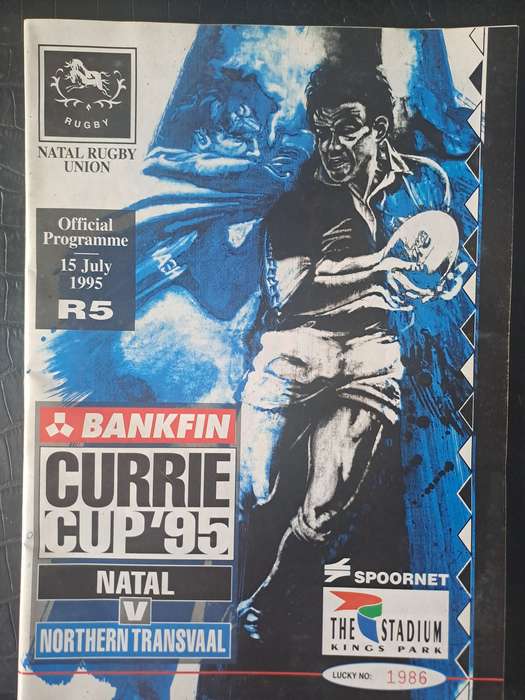 RUGBY
NATAL RUGBY
UNION
Official
Programme
15 July
1995
R5
BANKFIN
CURRIE
CUP '95
NATAL
V
NORTHERN TRANSVAAL
SPOORNET
THE STADIUM
KINGS PARK
LUCKY NO: 1986